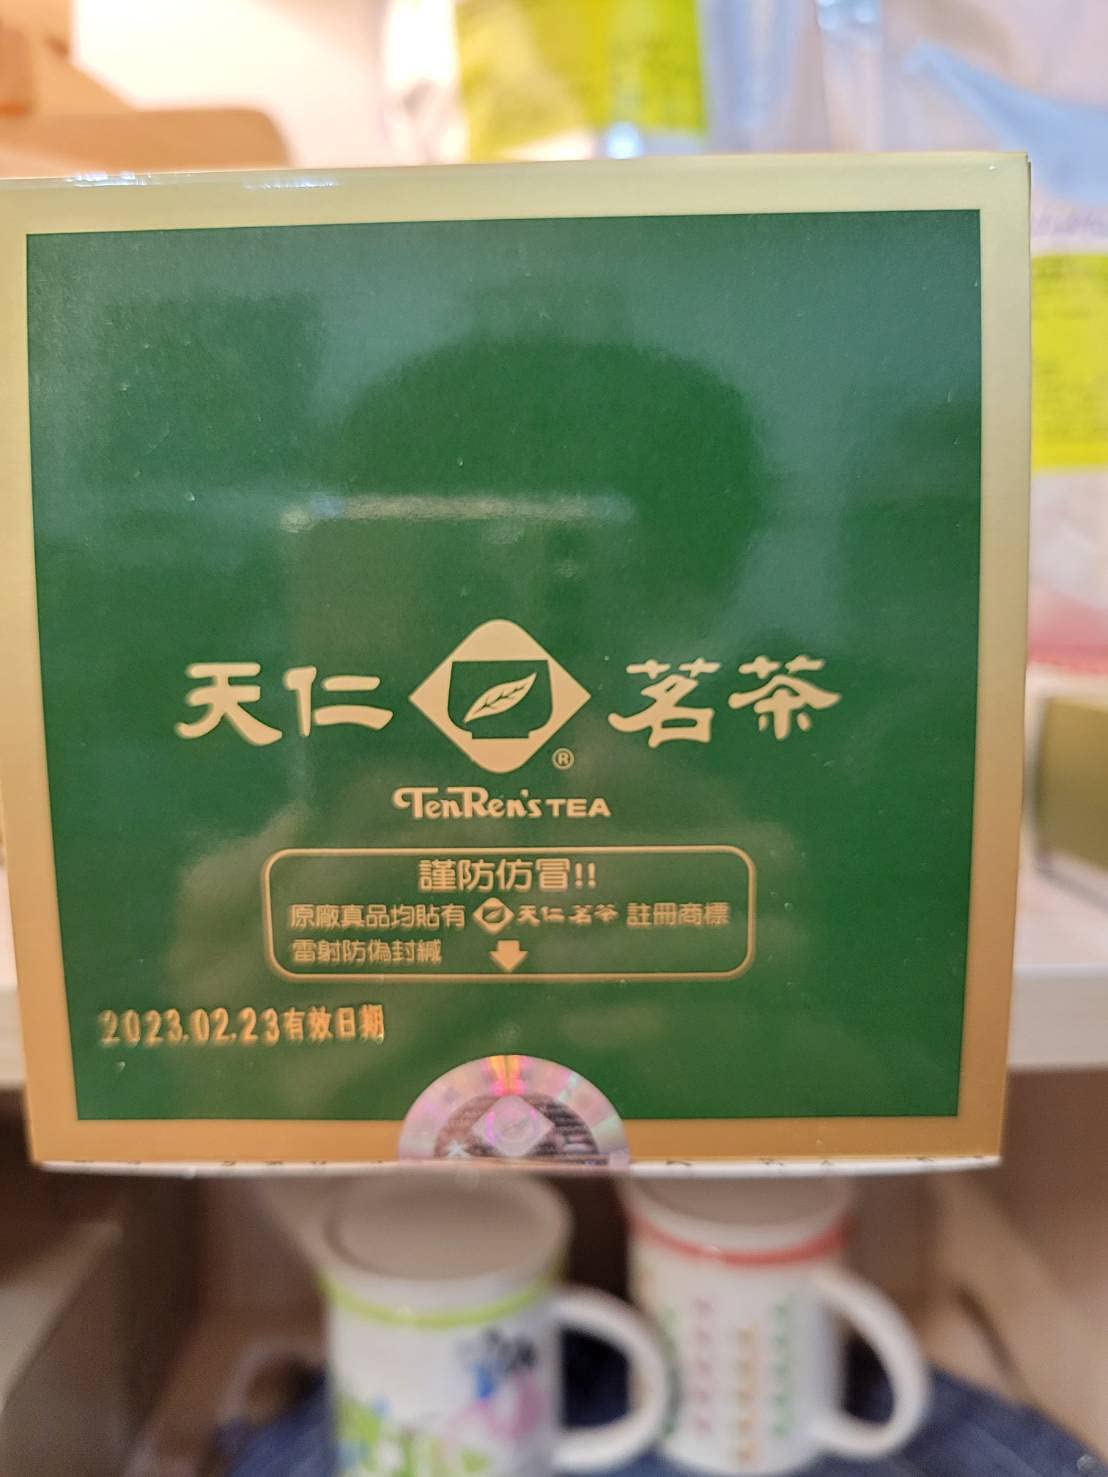 天仁 茗茶
®
TenRen's TEA
謹防仿冒!!
原廠真品均貼有 天仁茗茶 註冊商標
雷射防偽封緘
2023.02.23有效日期